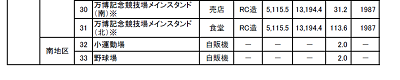 30 万博記念競技場メインスタンド(南)※ 売店 RC造 5,115.5 13,194.4 31.2 1987
31 万博記念競技場メインスタンド(北)※ 食堂 RC造 5,115.5 13,194.4 113.6 1987
南地区 32 小運動場 自販機 － － － 2.0 －
33 野球場 自販機 － － － 2.0 －